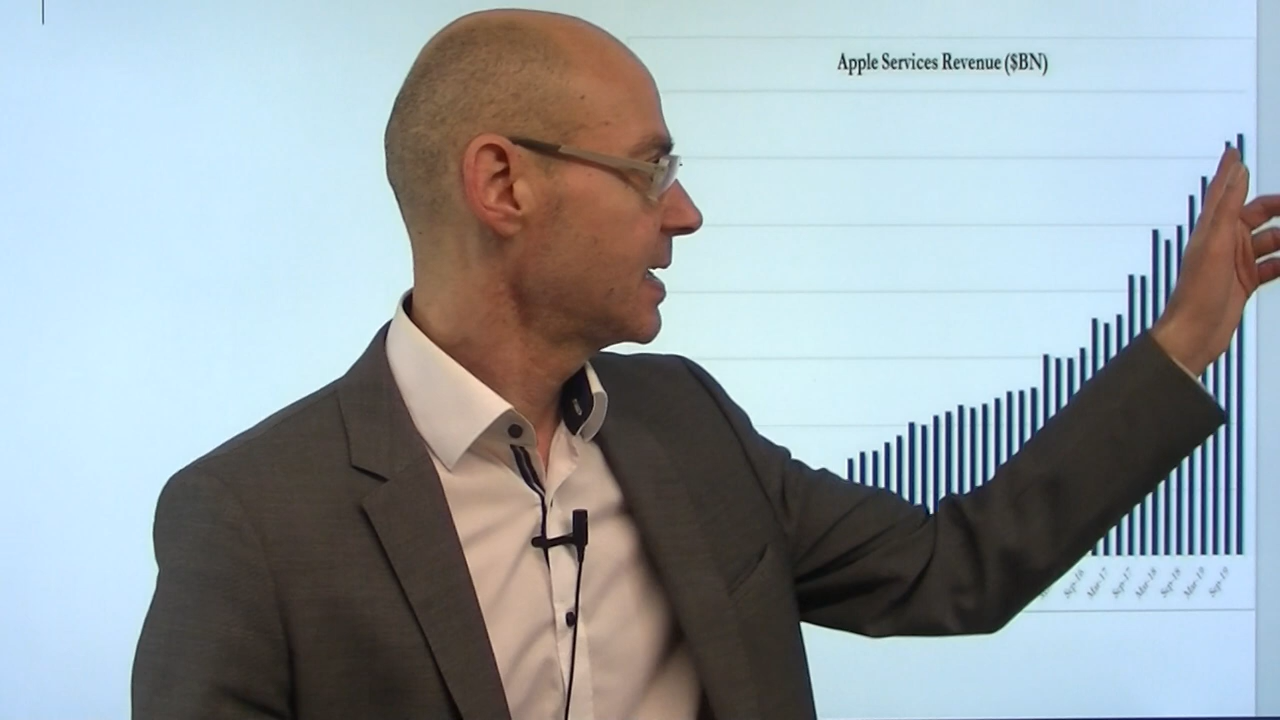 Apple Services Revenue ($BN)
Sep-16
Mar-17
Sep-17
Mar-18
Sep-18
Mar-19
Sep-19